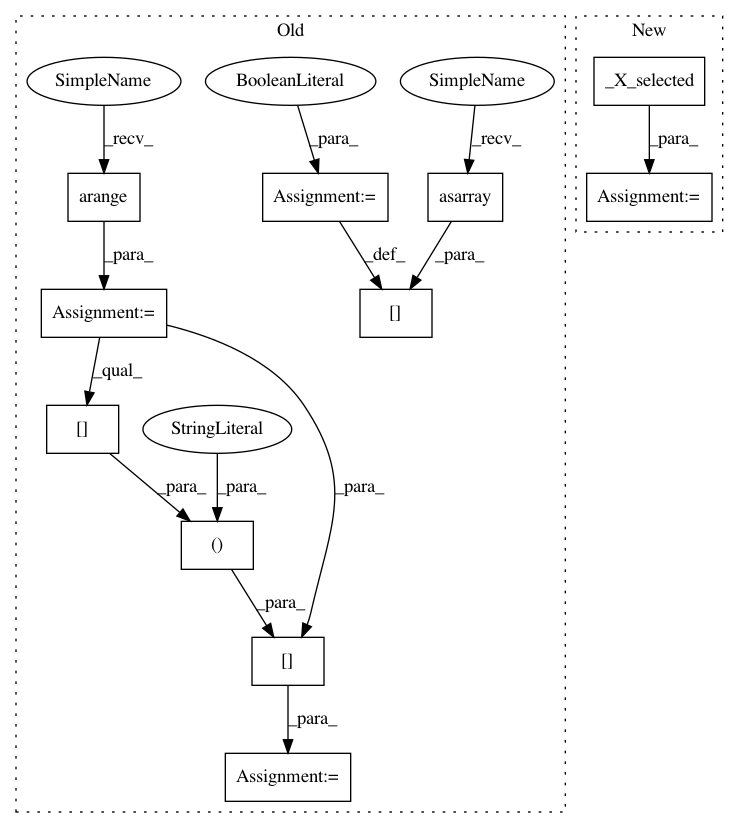 Old
New
SimpleName
BooleanLiteral
SimpleName
_X_selected
_recv_
_para_
_recv_
_para_
arange
Assignment:=
asarray
Assignment:=
_para_
_def_
_para_
Assignment:=
[]
_qual_
[]
StringLiteral
_para_
_para_
_para_
()
_para_
[]
_para_
Assignment:=